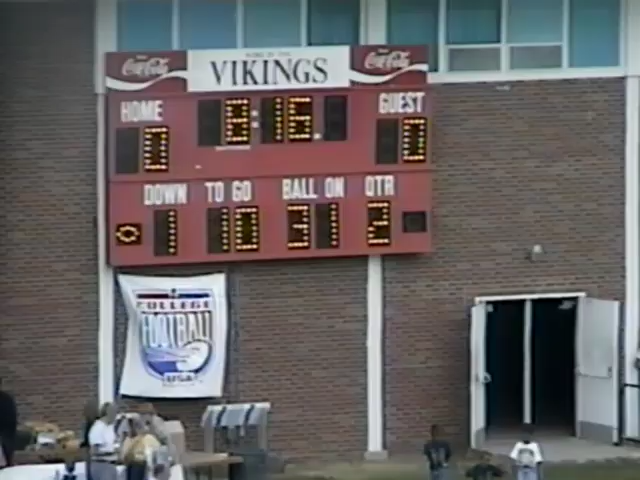 Coca-Cola VIKINGS Coca-Cola
HOME 8:16 GUEST
0 0
DOWN TO GO BALL ON QTR
1 10 31 2
COLLEGE
FOOTBALL
USA